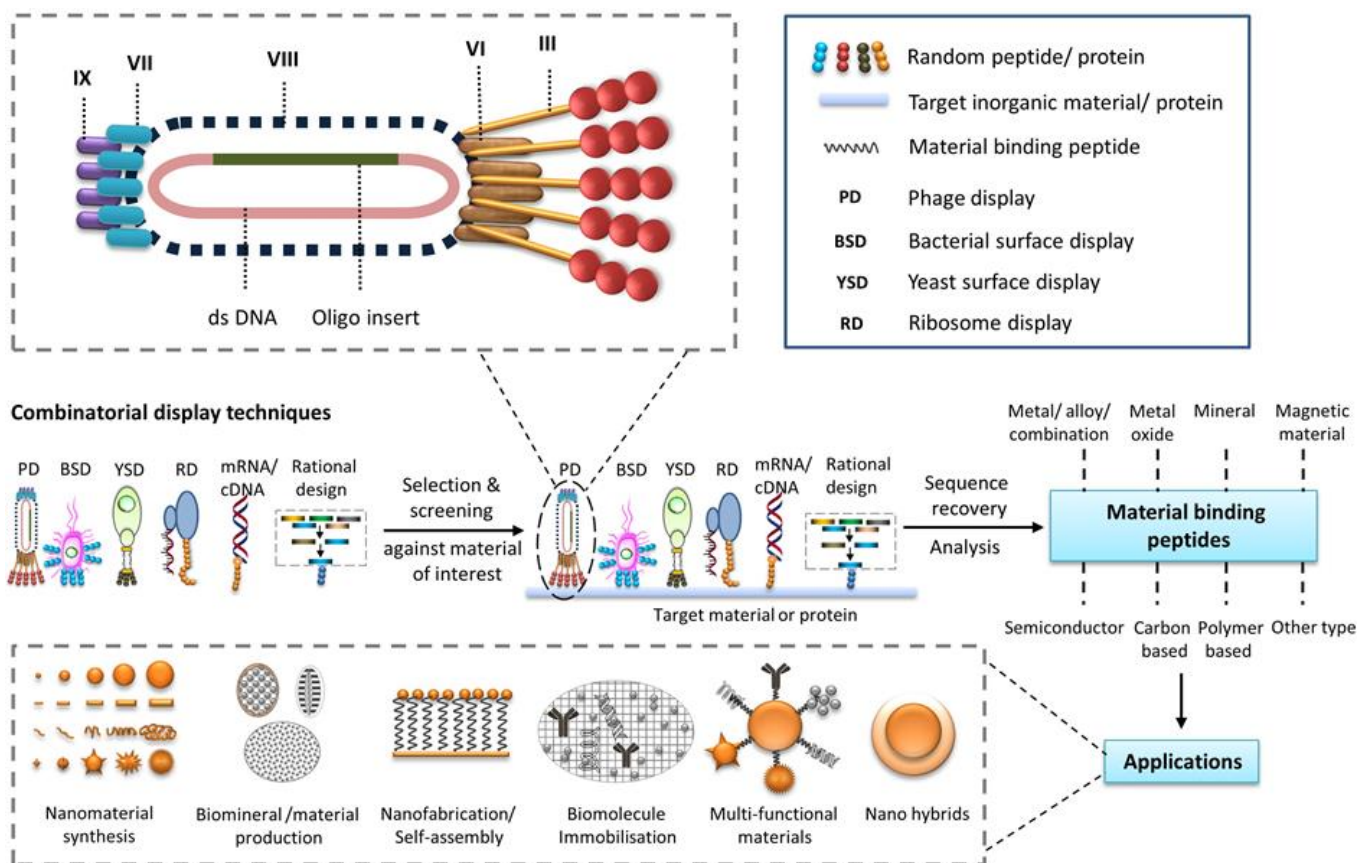 IX
VII
VIII
VI
III
ds DNA
Oligo insert
Random peptide/ protein
Target inorganic material/ protein
Material binding peptide
PD Phage display
BSD Bacterial surface display
YSD Yeast surface display
RD Ribosome display
Combinatorial display techniques
PD
BSD
YSD
RD
mRNA/
cDNA
Rational
design
Selection &
screening
against material
of interest
PD
BSD
YSD
RD
mRNA/
cDNA
Rational
design
Target material or protein
Sequence
recovery
Analysis
Metal/ alloy/
combination
Metal
oxide
Mineral
Magnetic
material
Material binding
peptides
Semiconductor
Carbon
based
Polymer
based
Other type
Applications
Nanomaterial
synthesis
Biomineral /material
production
Nanofabrication/
Self-assembly
Biomolecule
Immobilisation
Multi-functional
materials
Nano hybrids